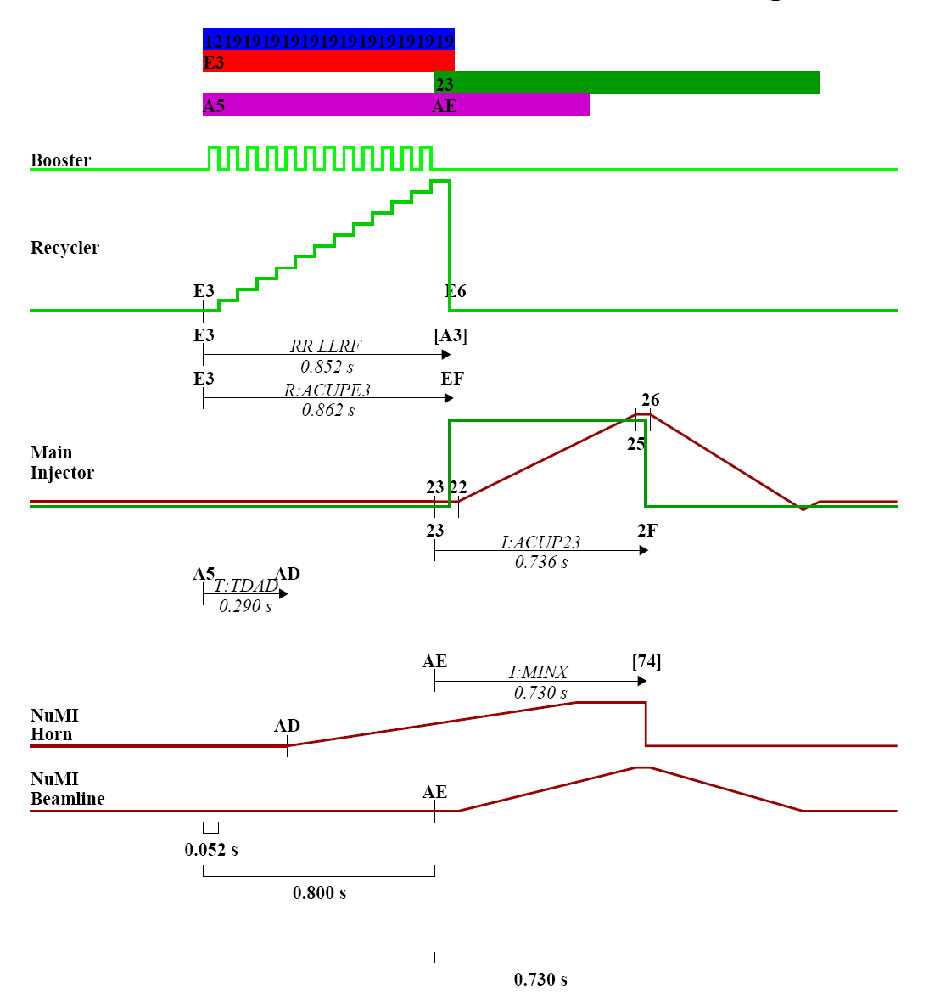 12191919191919191919191919
E3
23
A5 AE
Booster
Recycler
E3 E6
E3 [A3]
RR LLRF
0.852 s
E3 EF
R:ACUPE3
0.862 s
26
25
Main
Injector
23 22
23 2F
I:ACUP23
0.736 s
A5 AD
T:TDAD
0.290 s
AE [74]
I:MINX
0.730 s
NuMI
Horn
AD
NuMI
Beamline
AE
0.052 s
0.800 s
0.730 s